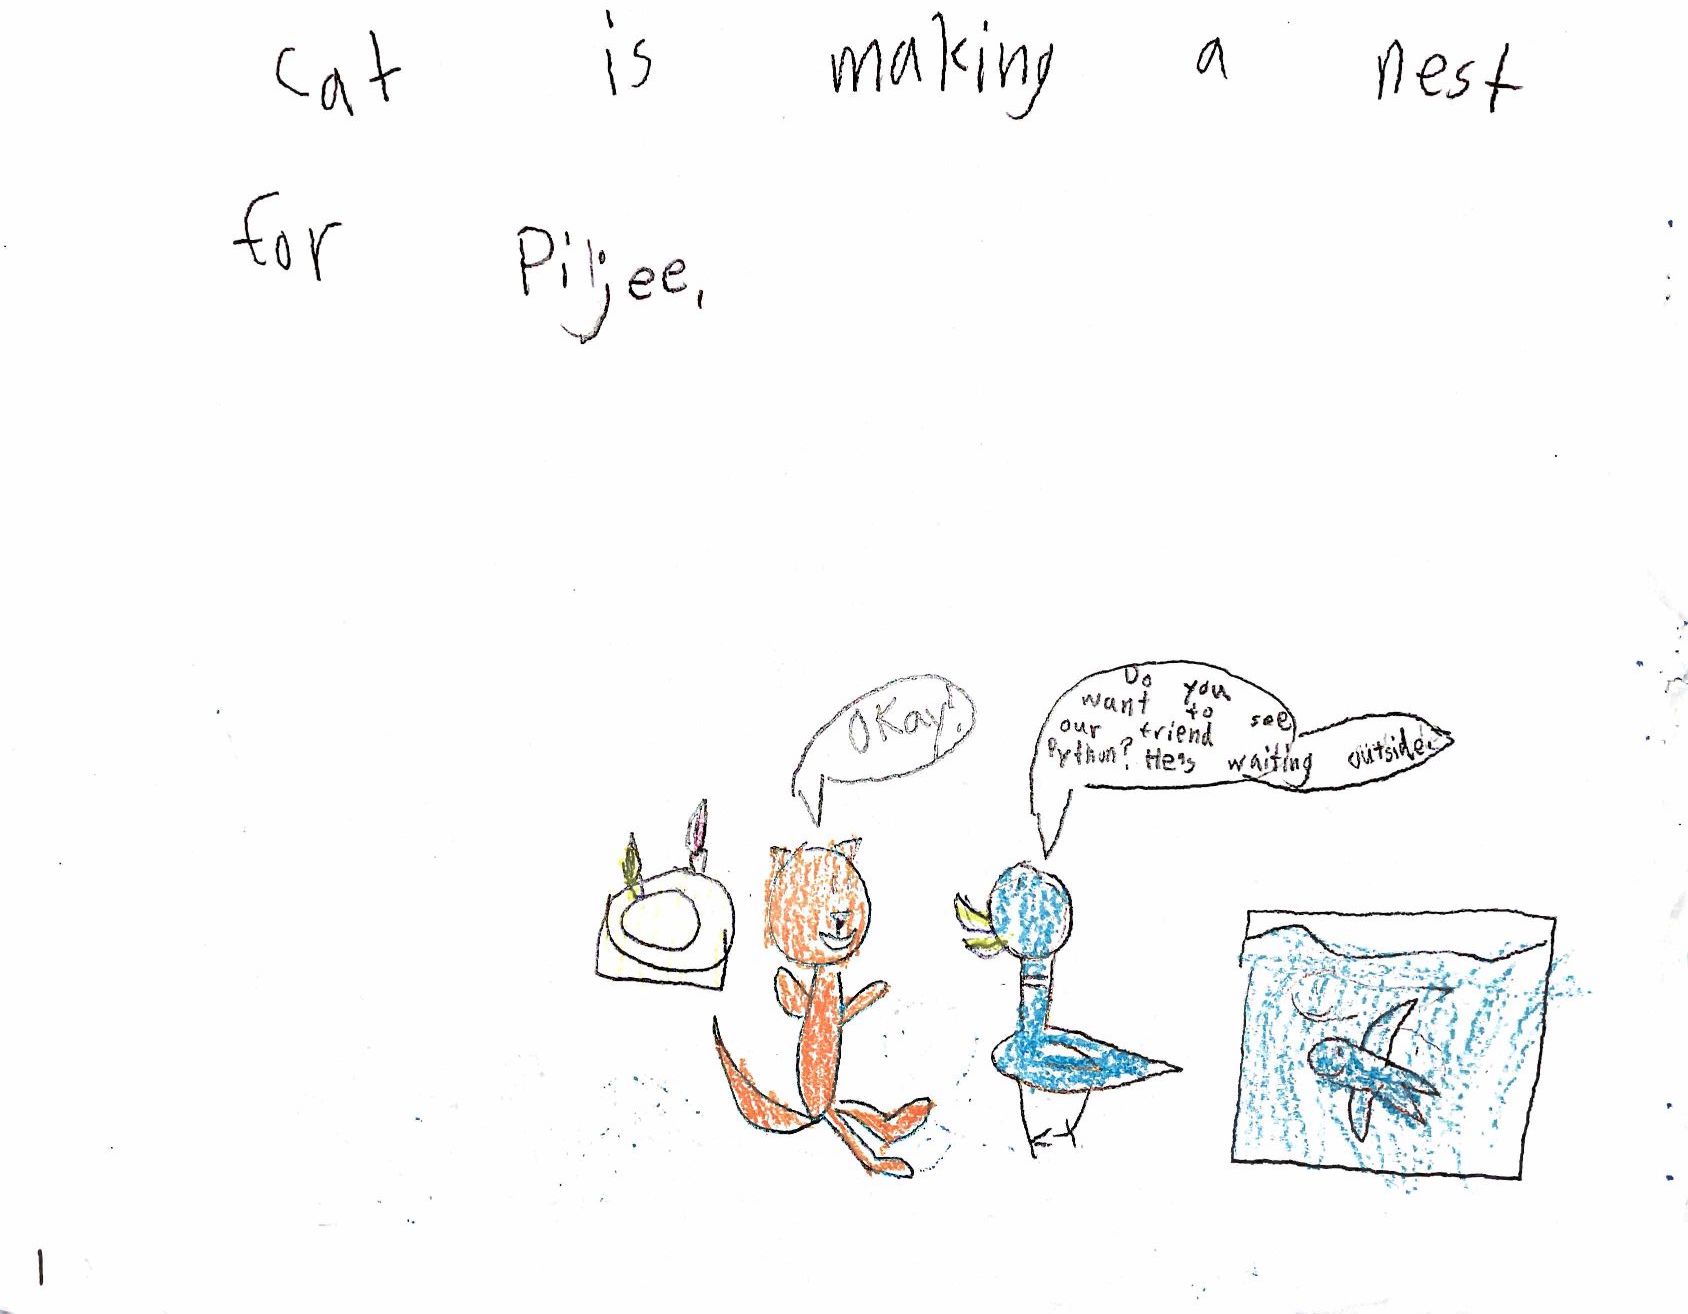 cat is making a nest
for Piljee.
Okay!
Do you
want to see
our friend
Python? He's waiting outside.
1